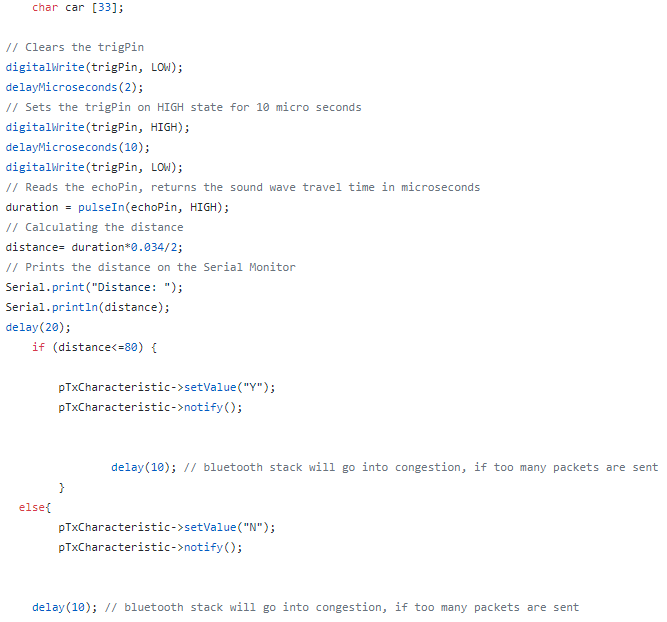 char car [33];
// Clears the trigPin
digitalWrite(trigPin, LOW);
delayMicroseconds(2);
// Sets the trigPin on HIGH state for 10 micro seconds
digitalWrite(trigPin, HIGH);
delayMicroseconds(10);
digitalWrite(trigPin, LOW);
// Reads the echoPin, returns the sound wave travel time in microseconds
duration = pulseIn(echoPin, HIGH);
// Calculating the distance
distance= duration*0.034/2;
// Prints the distance on the Serial Monitor
Serial.print("Distance: ");
Serial.println(distance);
delay(20);
if (distance<=80) {
pTxCharacteristic->setValue("Y");
pTxCharacteristic->notify();
delay(10); // bluetooth stack will go into congestion, if too many packets are sent
}
else{
pTxCharacteristic->setValue("N");
pTxCharacteristic->notify();
delay(10); // bluetooth stack will go into congestion, if too many packets are sent